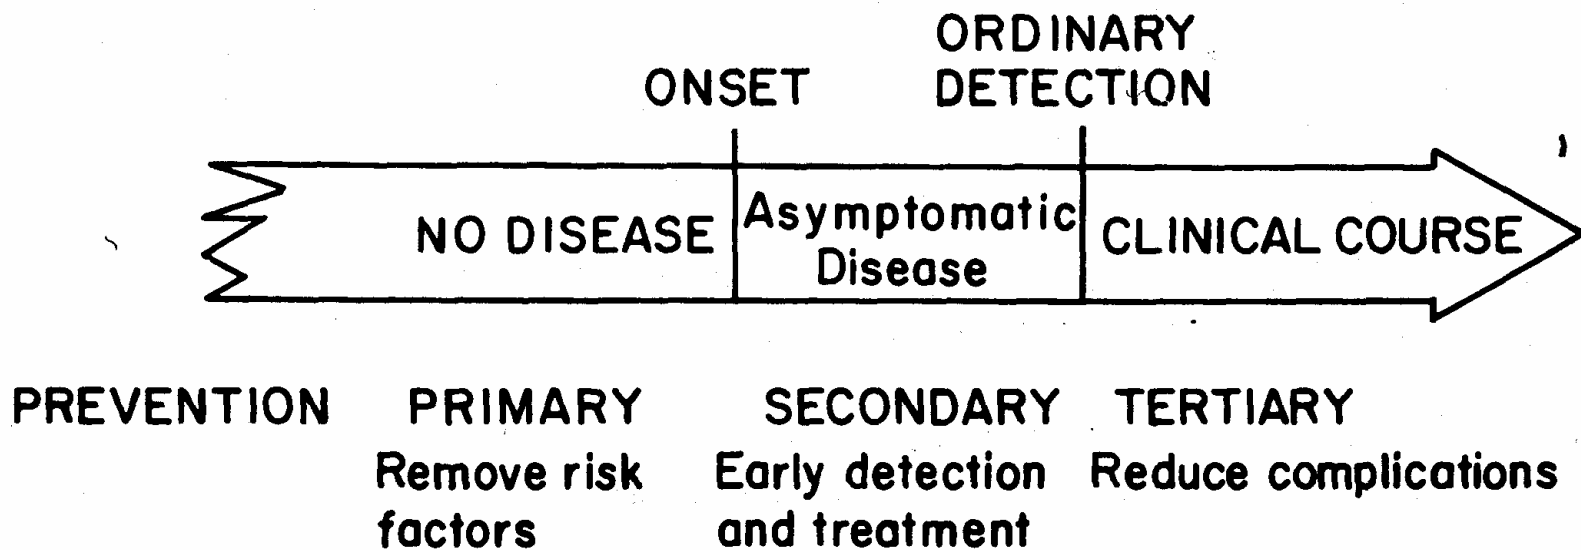 ONSET
ORDINARY
DETECTION
NO DISEASE
Asymptomatic
Disease
CLINICAL COURSE
PREVENTION PRIMARY SECONDARY TERTIARY
Remove risk
factors
Early detection
and treatment
Reduce complications